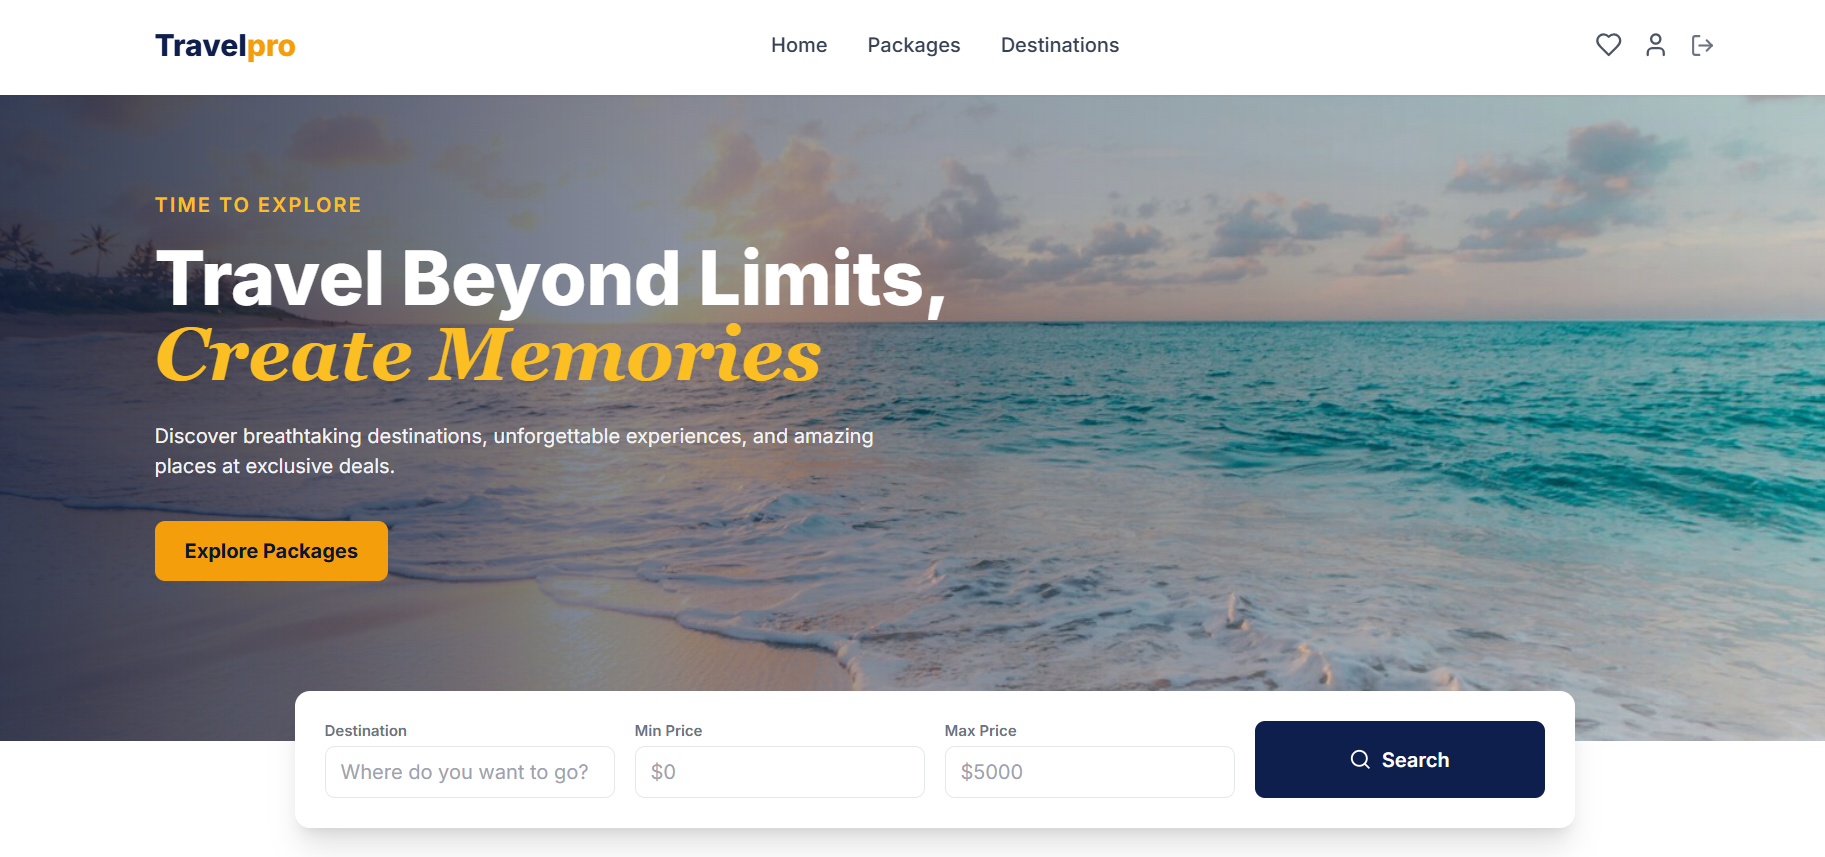 Travelpro
Home Packages Destinations
TIME TO EXPLORE
Travel Beyond Limits,
Create Memories
Discover breathtaking destinations, unforgettable experiences, and amazing
places at exclusive deals.
Explore Packages
Destination Min Price Max Price
Where do you want to go? $0 $5000 Search